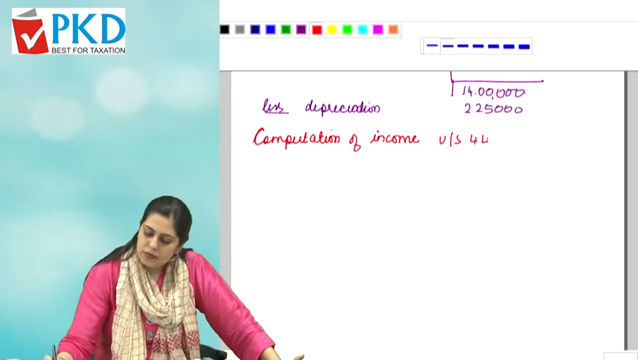 PKD
BEST FOR TAXATION
14.00,000
less depreciation 225000
Computation of income U/S 44